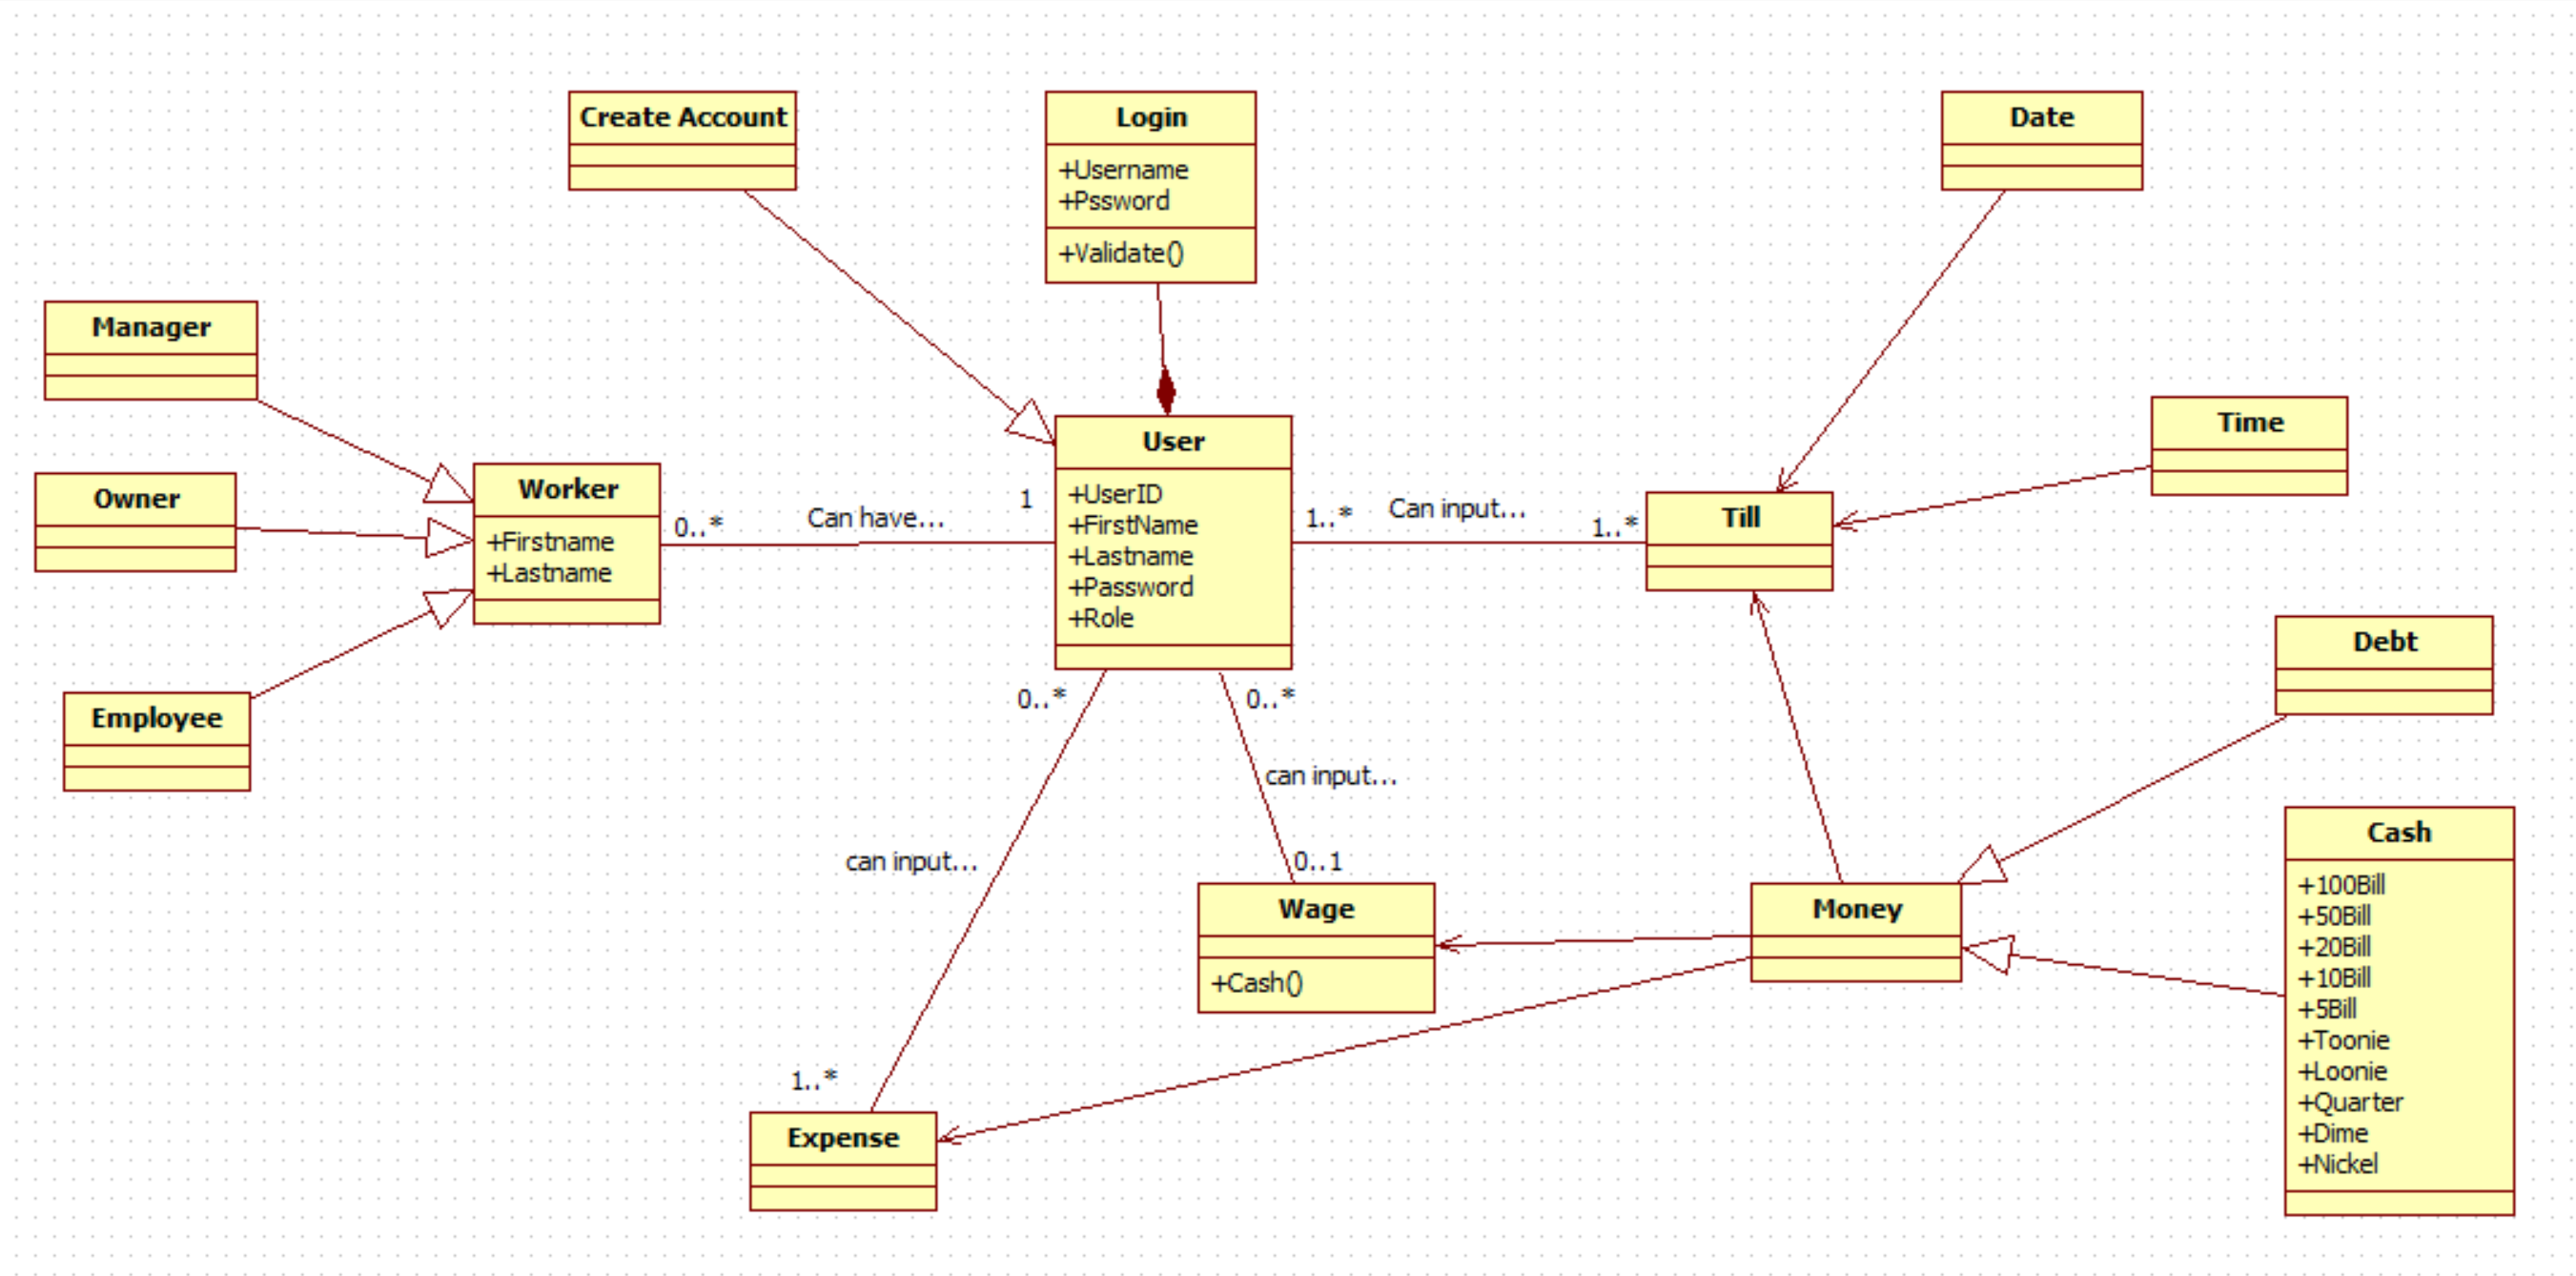 Create Account
Login
+Username
+Pssword
+Validate()
Date
Manager
Owner
Employee
Worker
+Firstname
+Lastname
0..*
Can have...
1
User
+UserID
+FirstName
+Lastname
+Password
+Role
1..*
Can input...
1..*
Till
Time
0..*
0..*
can input...
can input...
0..1
1..*
Wage
+Cash()
Expense
Money
Debt
Cash
+100Bill
+50Bill
+20Bill
+10Bill
+5Bill
+Toonie
+Loonie
+Quarter
+Dime
+Nickel